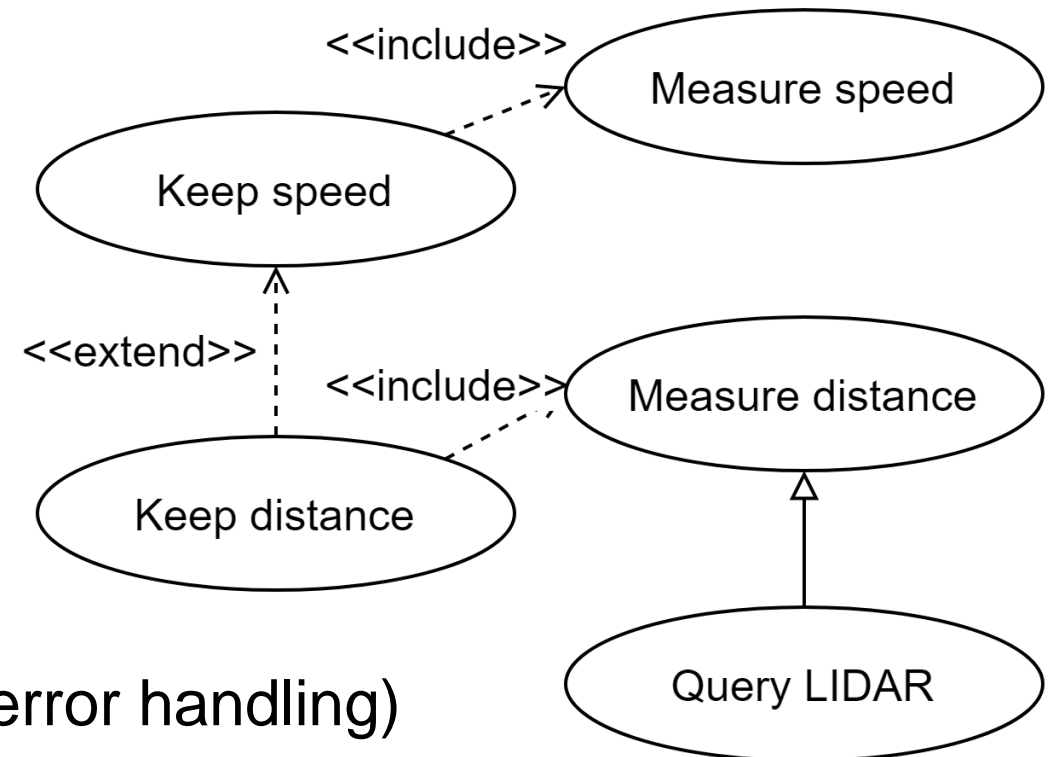 <<include>>
Measure speed
Keep speed
<<extend>>
<<include>>
Measure distance
Keep distance
Query LIDAR
error handling)